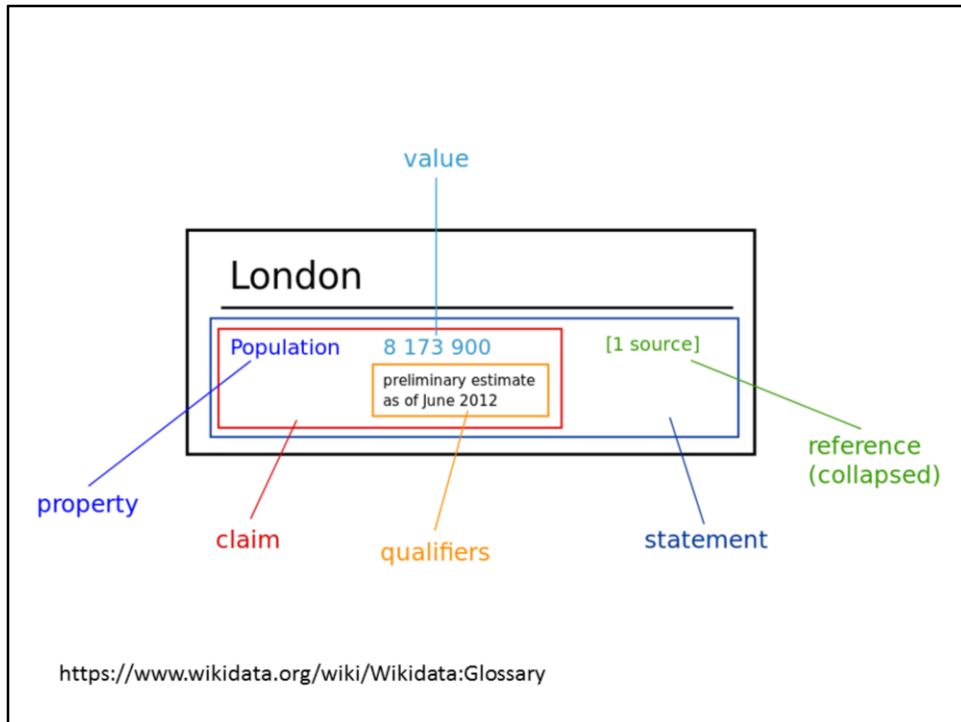 value
London
Population 8 173 900 [1 source]
preliminary estimate
as of June 2012
reference
(collapsed)
property
claim
qualifiers
statement
https://www.wikidata.org/wiki/Wikidata:Glossary